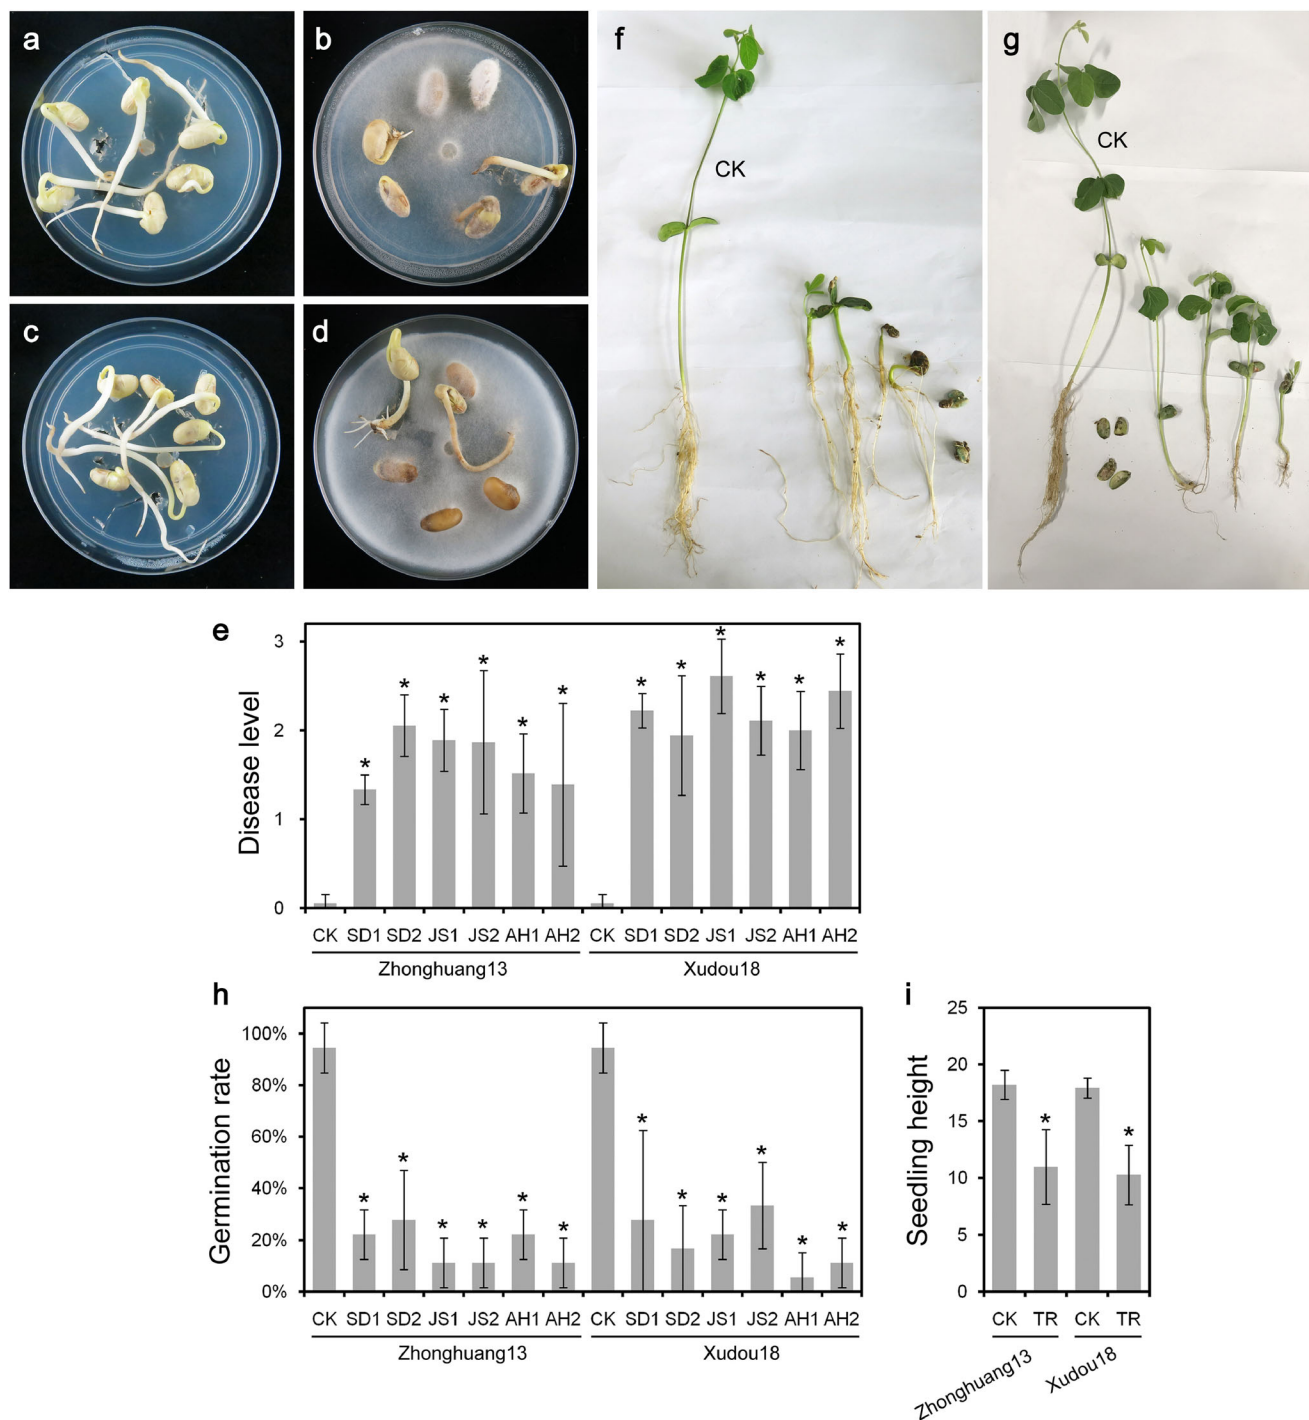 a
b
f
CK
g
CK
c
d
e
Disease level
3
2
1
0
* * * * * * * * * * * *
CK SD1 SD2 JS1 JS2 AH1 AH2 CK SD1 SD2 JS1 JS2 AH1 AH2
Zhonghuang13 Xudou18
h
Germination rate
100%
80%
60%
40%
20%
0%
* * * * * * * * * * * *
CK SD1 SD2 JS1 JS2 AH1 AH2 CK SD1 SD2 JS1 JS2 AH1 AH2
Zhonghuang13 Xudou18
i
Seedling height
25
20
15
10
5
0
* *
CK TR CK TR
Zhonghuang13 Xudou18